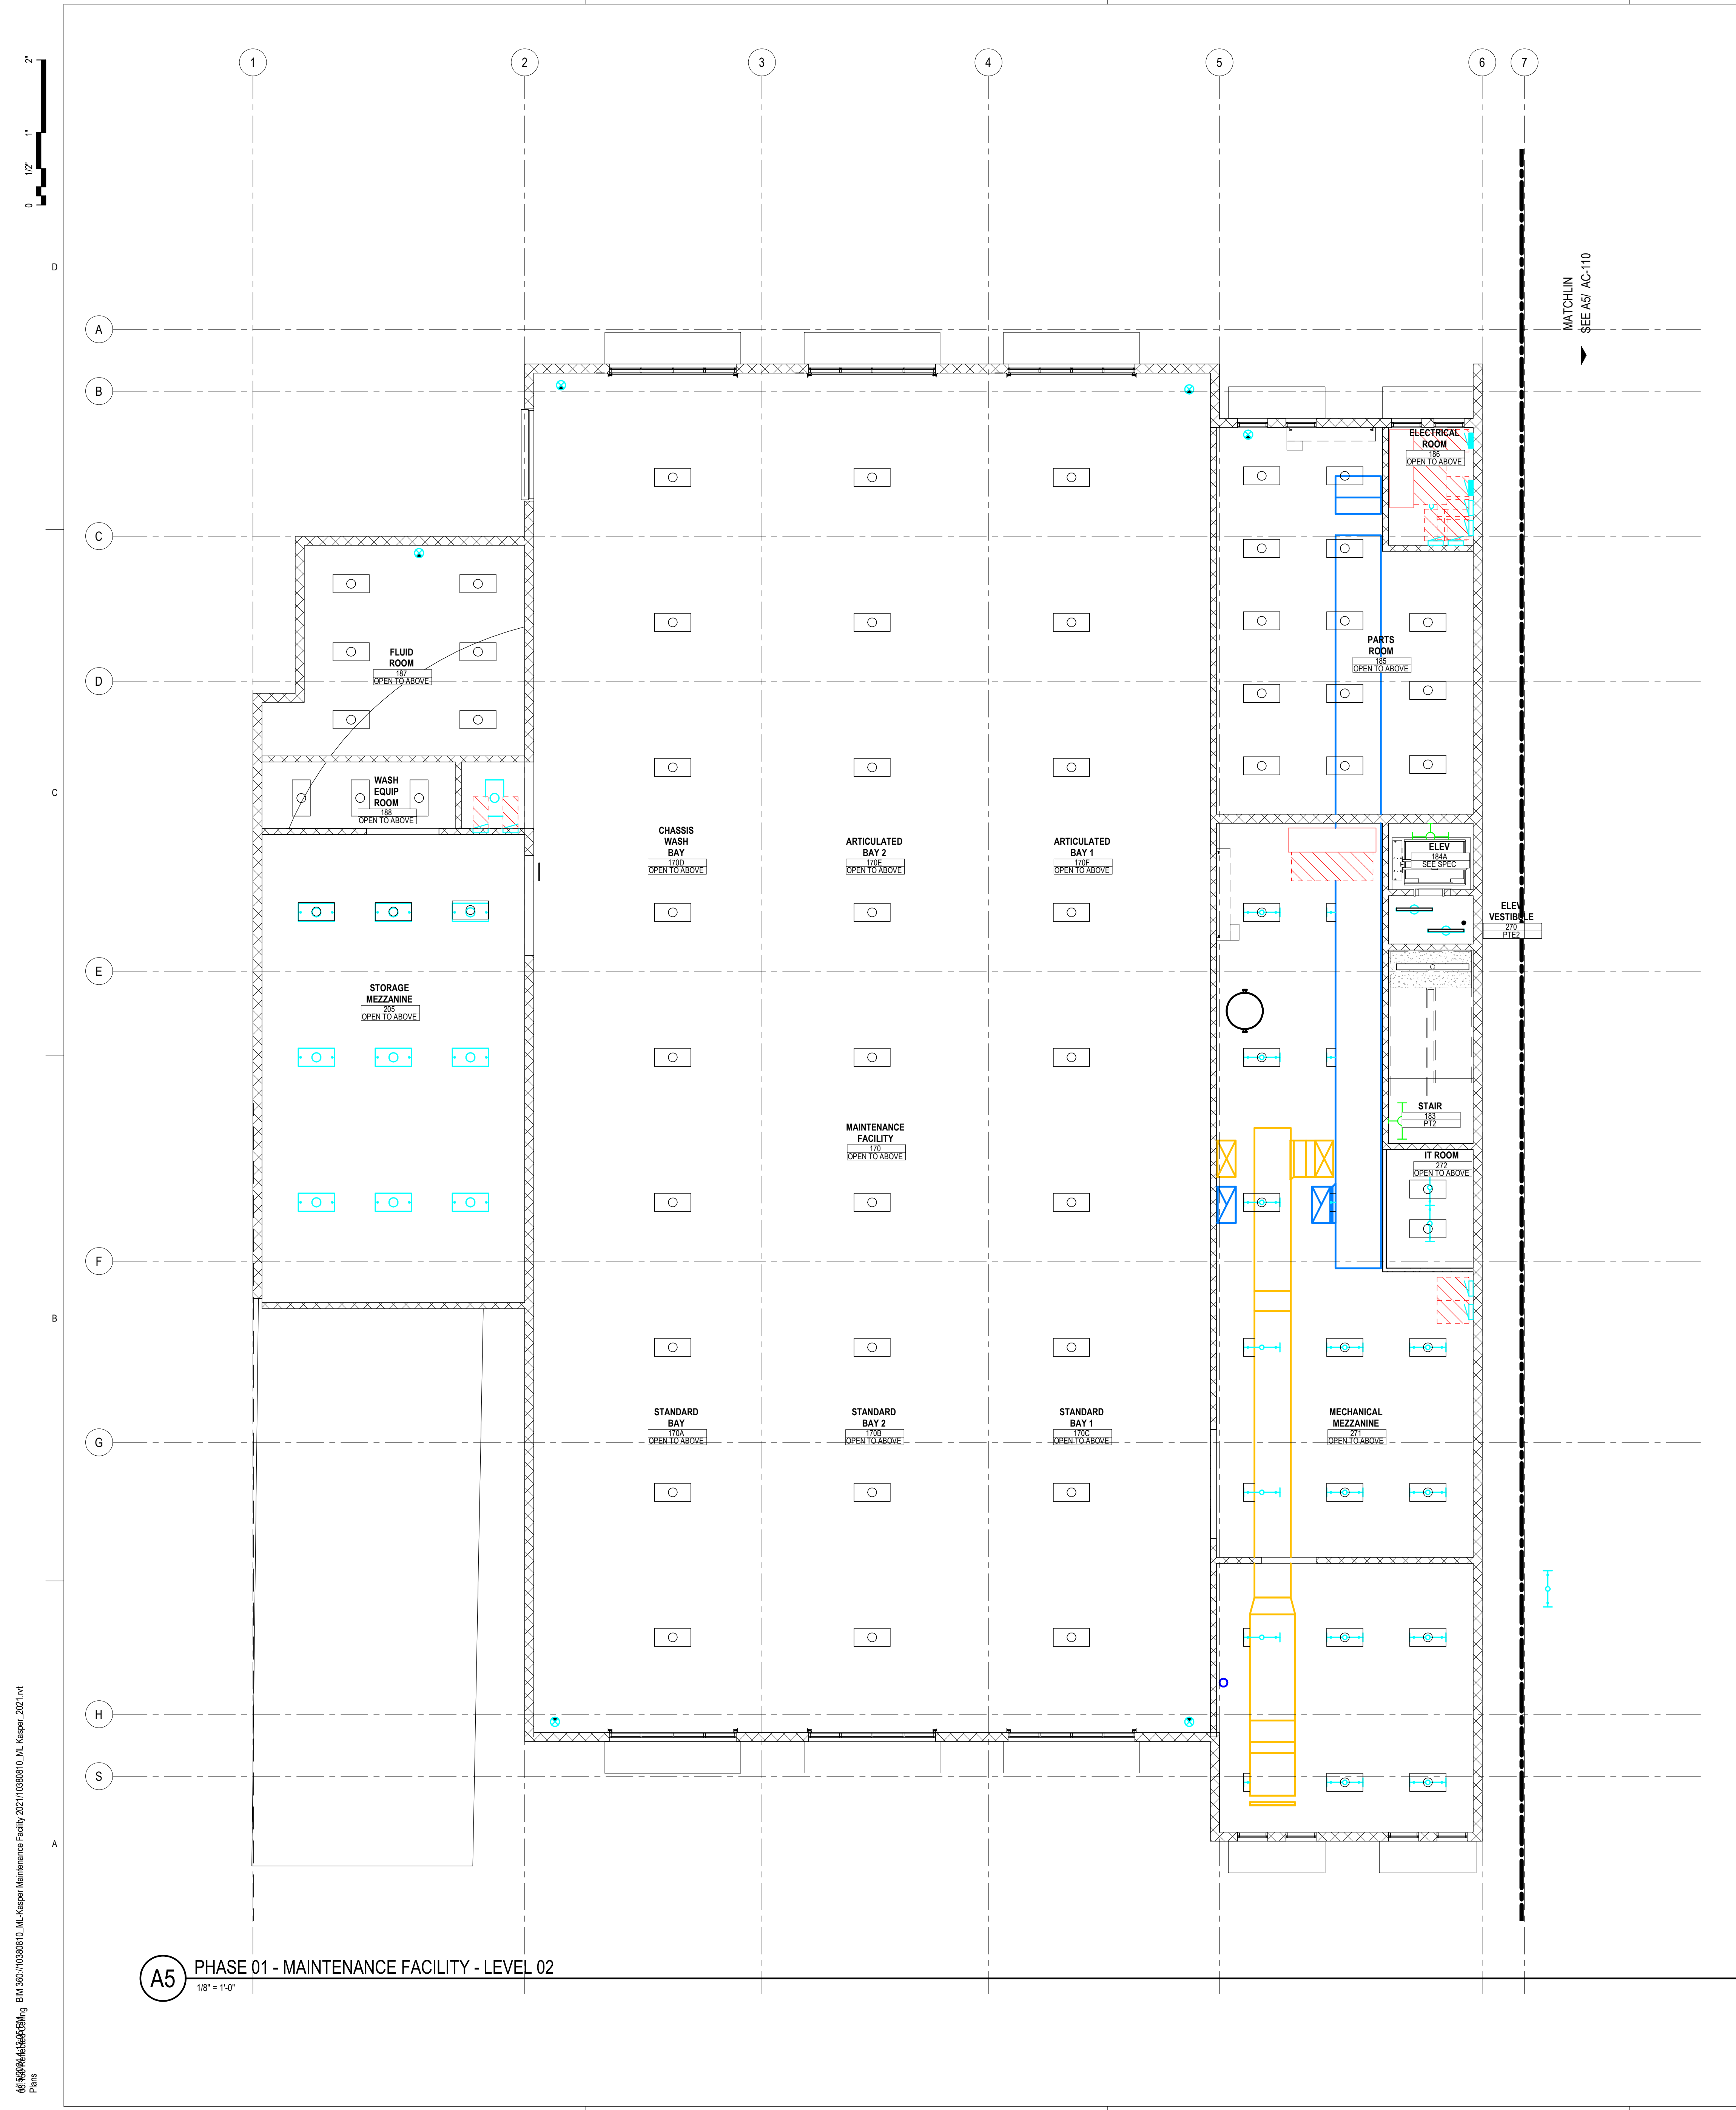 2"
1"
1/2"
0
1
2
3
4
5
6
7
D
C
B
A
A
B
C
D
E
F
G
H
S
MATCHLIN
SEE A5/ AC-110
ELECTRICAL
ROOM
186
OPEN TO ABOVE
FLUID
ROOM
187
OPEN TO ABOVE
PARTS
ROOM
185
OPEN TO ABOVE
WASH
EQUIP
ROOM
188
OPEN TO ABOVE
CHASSIS
WASH
BAY
170D
OPEN TO ABOVE
ARTICULATED
BAY 2
170E
OPEN TO ABOVE
ARTICULATED
BAY 1
170F
OPEN TO ABOVE
ELEV
184A
SEE SPEC
ELEV
VESTIBULE
270
PTE2
STORAGE
MEZZANINE
205
OPEN TO ABOVE
MAINTENANCE
FACILITY
170
OPEN TO ABOVE
STAIR
183
PT2
IT ROOM
272
OPEN TO ABOVE
STANDARD
BAY
170A
OPEN TO ABOVE
STANDARD
BAY 2
170B
OPEN TO ABOVE
STANDARD
BAY 1
170C
OPEN TO ABOVE
MECHANICAL
MEZZANINE
271
OPEN TO ABOVE
A5
PHASE 01 - MAINTENANCE FACILITY - LEVEL 02
1/8" = 1'-0"
BIM 360://10380810_ML-Kasper Maintenance Facility 2021/10380810_ML Kasper_2021.rvt
Plans